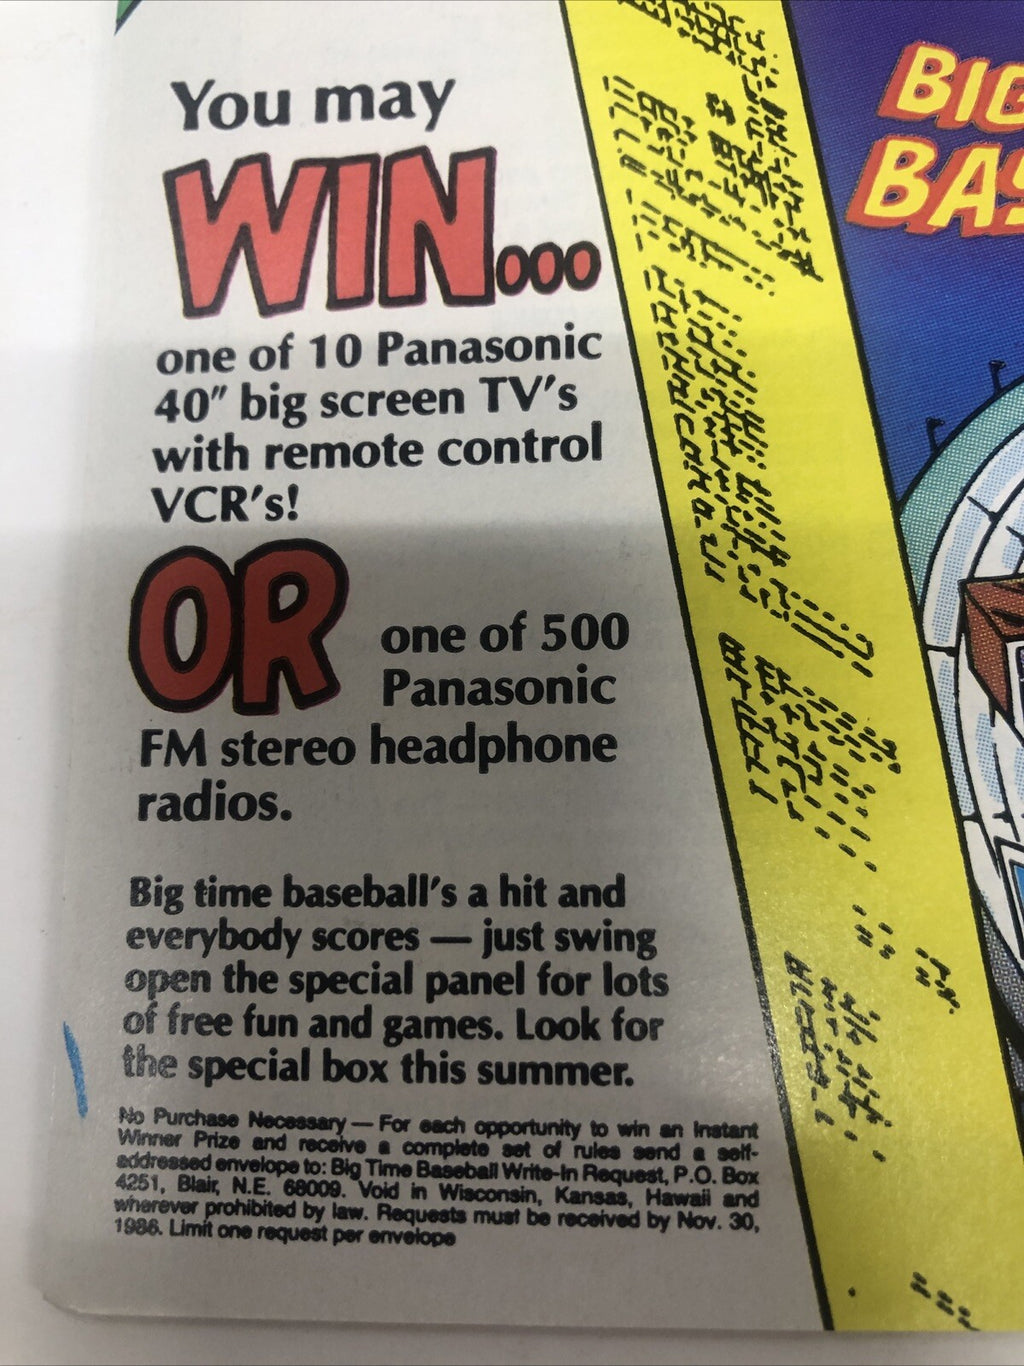 You may
WIN...
one of 10 Panasonic
40" big screen TV's
with remote control
VCR's!
OR one of 500
Panasonic
FM stereo headphone
radios.
Big time baseball's a hit and
everybody scores — just swing
open the special panel for lots
of free fun and games. Look for
the special box this summer.
No Purchase Necessary — For each opportunity to win an Instant
Winner Prize and receive a complete set of rules send a self-
addressed envelope to: Big Time Baseball Write-In Request, P.O. Box
4251, Blair, N.E. 68009. Void in Wisconsin, Kansas, Hawaii and
wherever prohibited by law. Requests must be received by Nov. 30,
1986. Limit one request per envelope
BIG
BAS